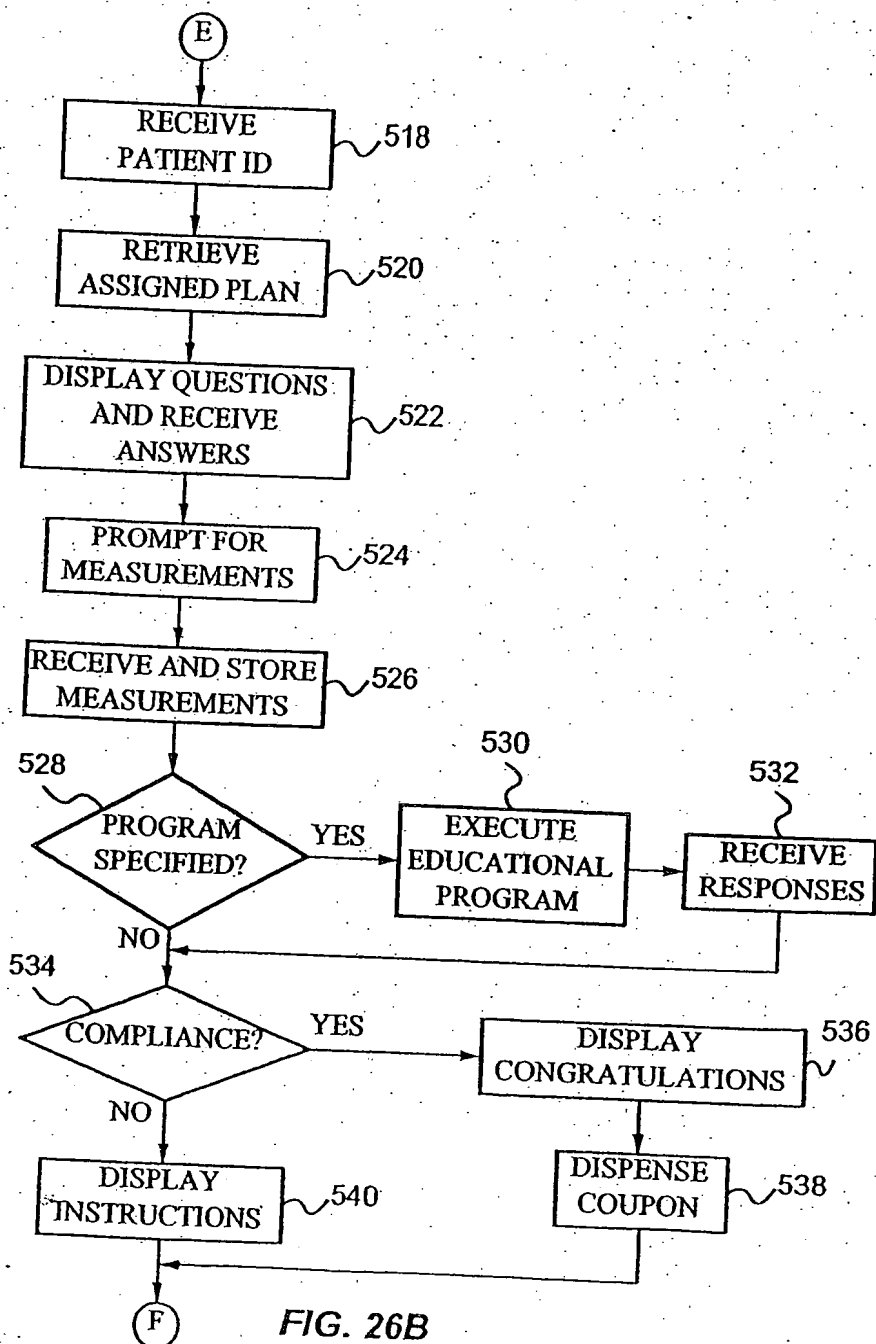 E
RECEIVE
PATIENT ID
518
RETRIEVE
ASSIGNED PLAN
520
DISPLAY QUESTIONS
AND RECEIVE
ANSWERS
522
PROMPT FOR
MEASUREMENTS
524
RECEIVE AND STORE
MEASUREMENTS
526
528
PROGRAM
SPECIFIED?
YES
530
EXECUTE
EDUCATIONAL
PROGRAM
532
RECEIVE
RESPONSES
NO
534
COMPLIANCE?
YES
DISPLAY
CONGRATULATIONS
536
NO
DISPLAY
INSTRUCTIONS
540
DISPENSE
COUPON
538
F
FIG. 26B